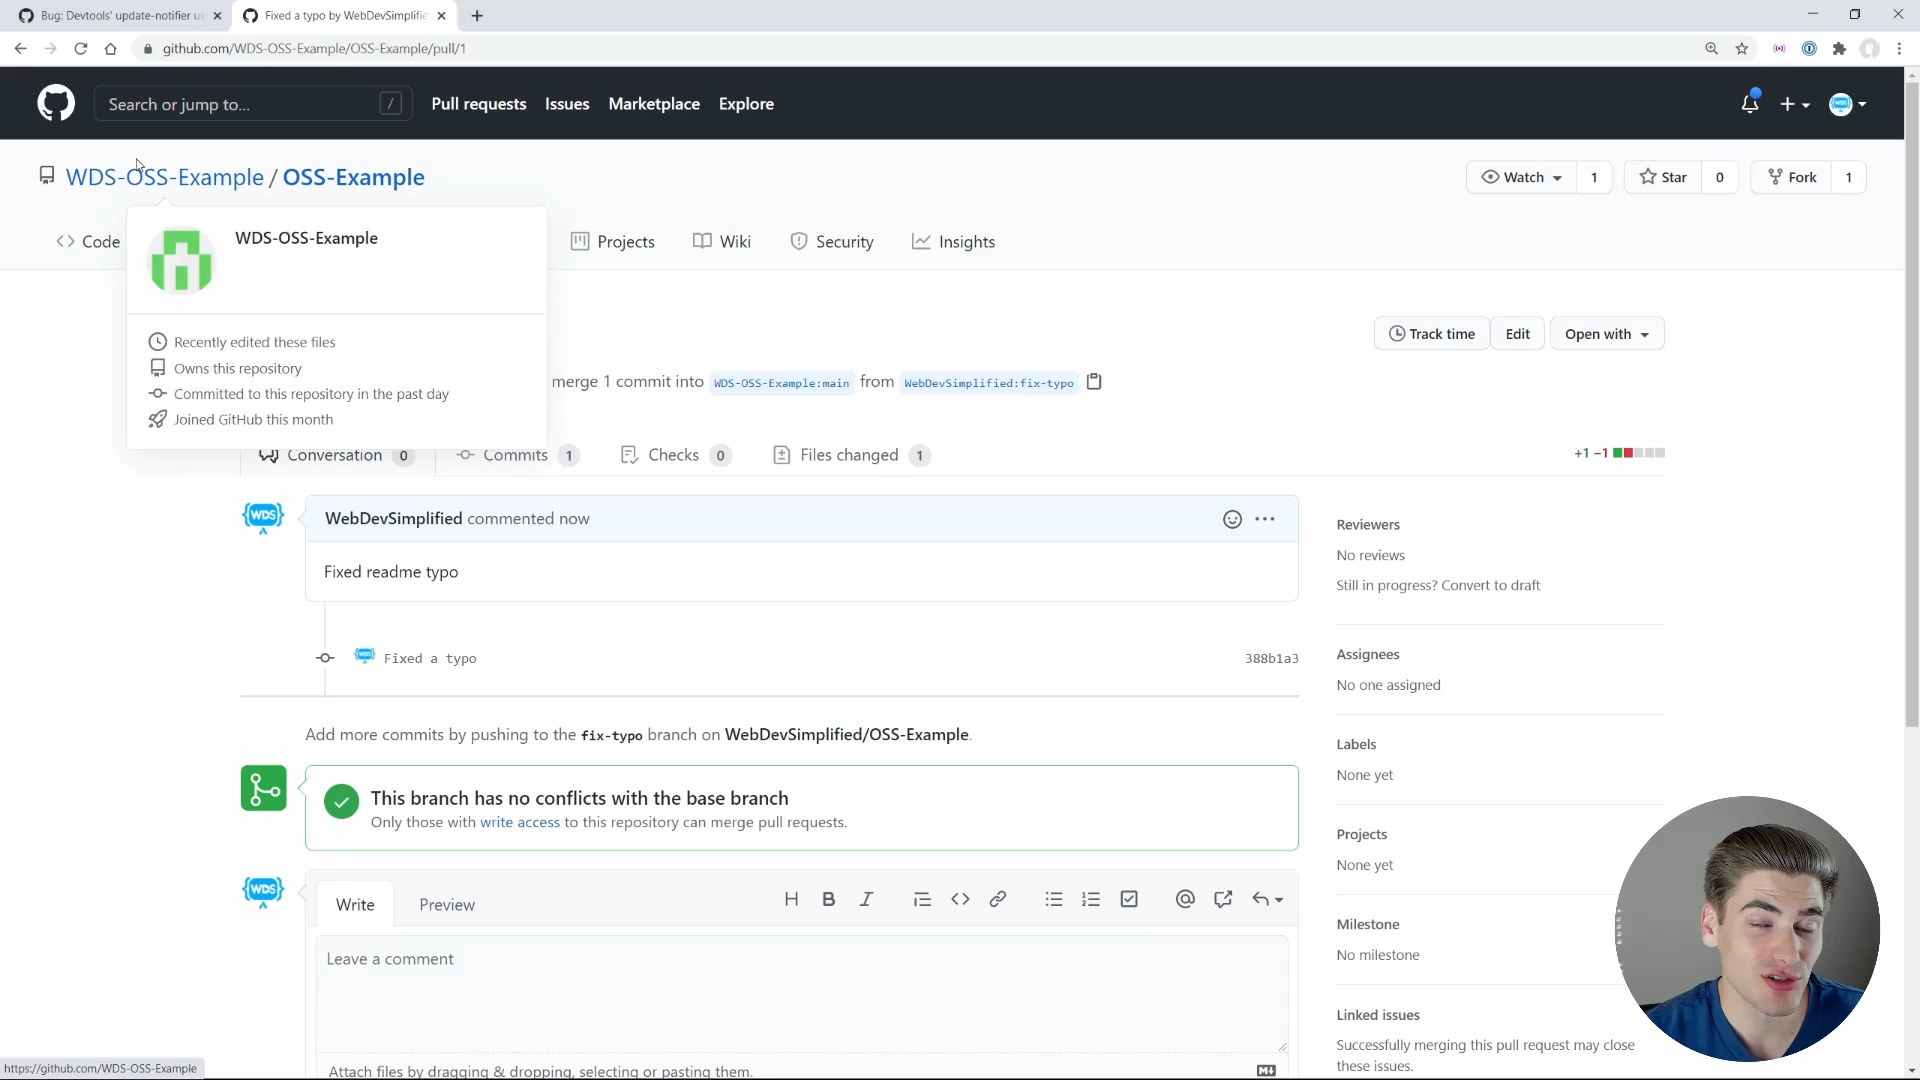 Bug: Devtools' update-notifier us
Fixed a typo by WebDevSimplifie
github.com/WDS-OSS-Example/OSS-Example/pull/1
Search or jump to...
/
Pull requests
Issues
Marketplace
Explore
WDS-OSS-Example / OSS-Example
Watch 1
Star 0
Fork 1
Code
Projects
Wiki
Security
Insights
WDS-OSS-Example
Recently edited these files
Owns this repository
Committed to this repository in the past day
Joined GitHub this month
Track time
Edit
Open with
merge 1 commit into WDS-OSS-Example:main from WebDevSimplified:fix-typo
Conversation 0
Commits 1
Checks 0
Files changed 1
+1 −1
WDS
WebDevSimplified commented now
Fixed readme typo
Fixed a typo
388b1a3
Add more commits by pushing to the fix-typo branch on WebDevSimplified/OSS-Example.
This branch has no conflicts with the base branch
Only those with write access to this repository can merge pull requests.
WDS
Write
Preview
Leave a comment
Attach files by dragging & dropping, selecting or pasting them.
Reviewers
No reviews
Still in progress? Convert to draft
Assignees
No one assigned
Labels
None yet
Projects
None yet
Milestone
No milestone
Linked issues
Successfully merging this pull request may close
these issues.
https://github.com/WDS-OSS-Example